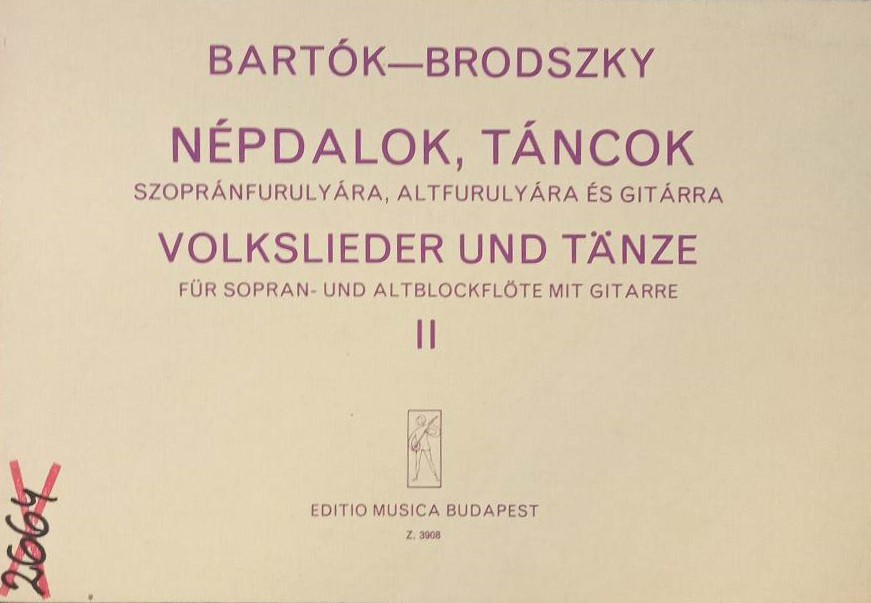 BARTÓK—BRODSZKY
NÉPDALOK, TÁNCOK
SZOPRÁNFURULYÁRA, ALTFURULYÁRA ÉS GITÁRRA
VOLKSLIEDER UND TÄNZE
FÜR SOPRAN- UND ALTBLOCKFLÖTE MIT GITARRE
II
EDITIO MUSICA BUDAPEST
Z. 3908
2664